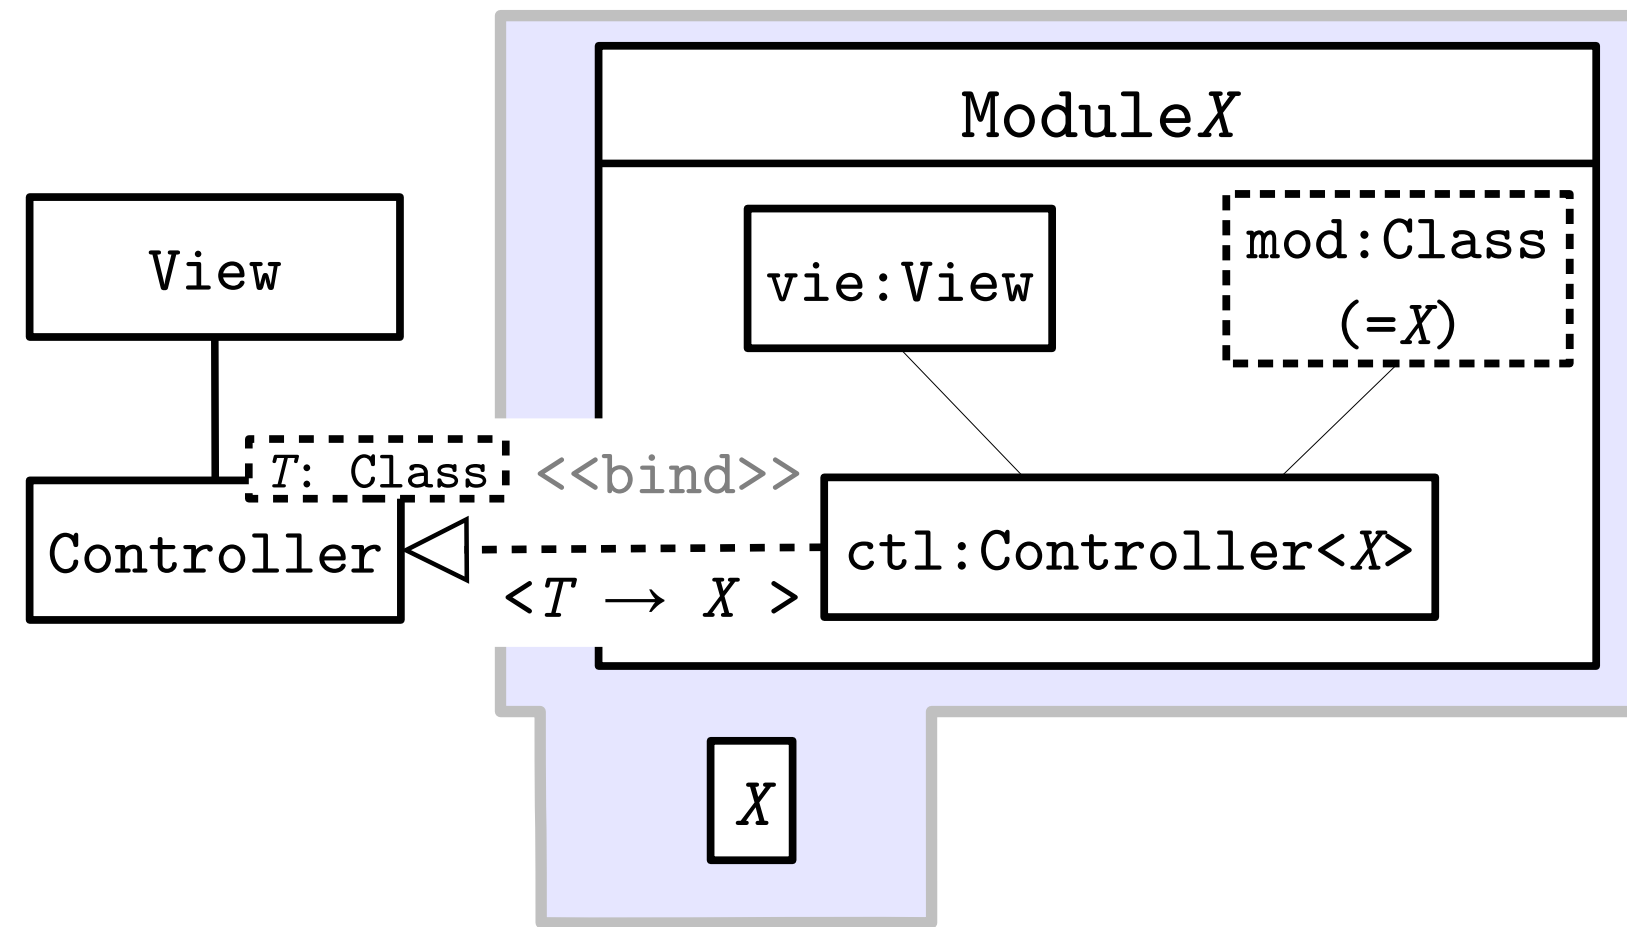 ModuleX
View
vie:View
mod:Class
(=X)
T: Class
<<bind>>
Controller
ctl:Controller<X>
<T → X >
X